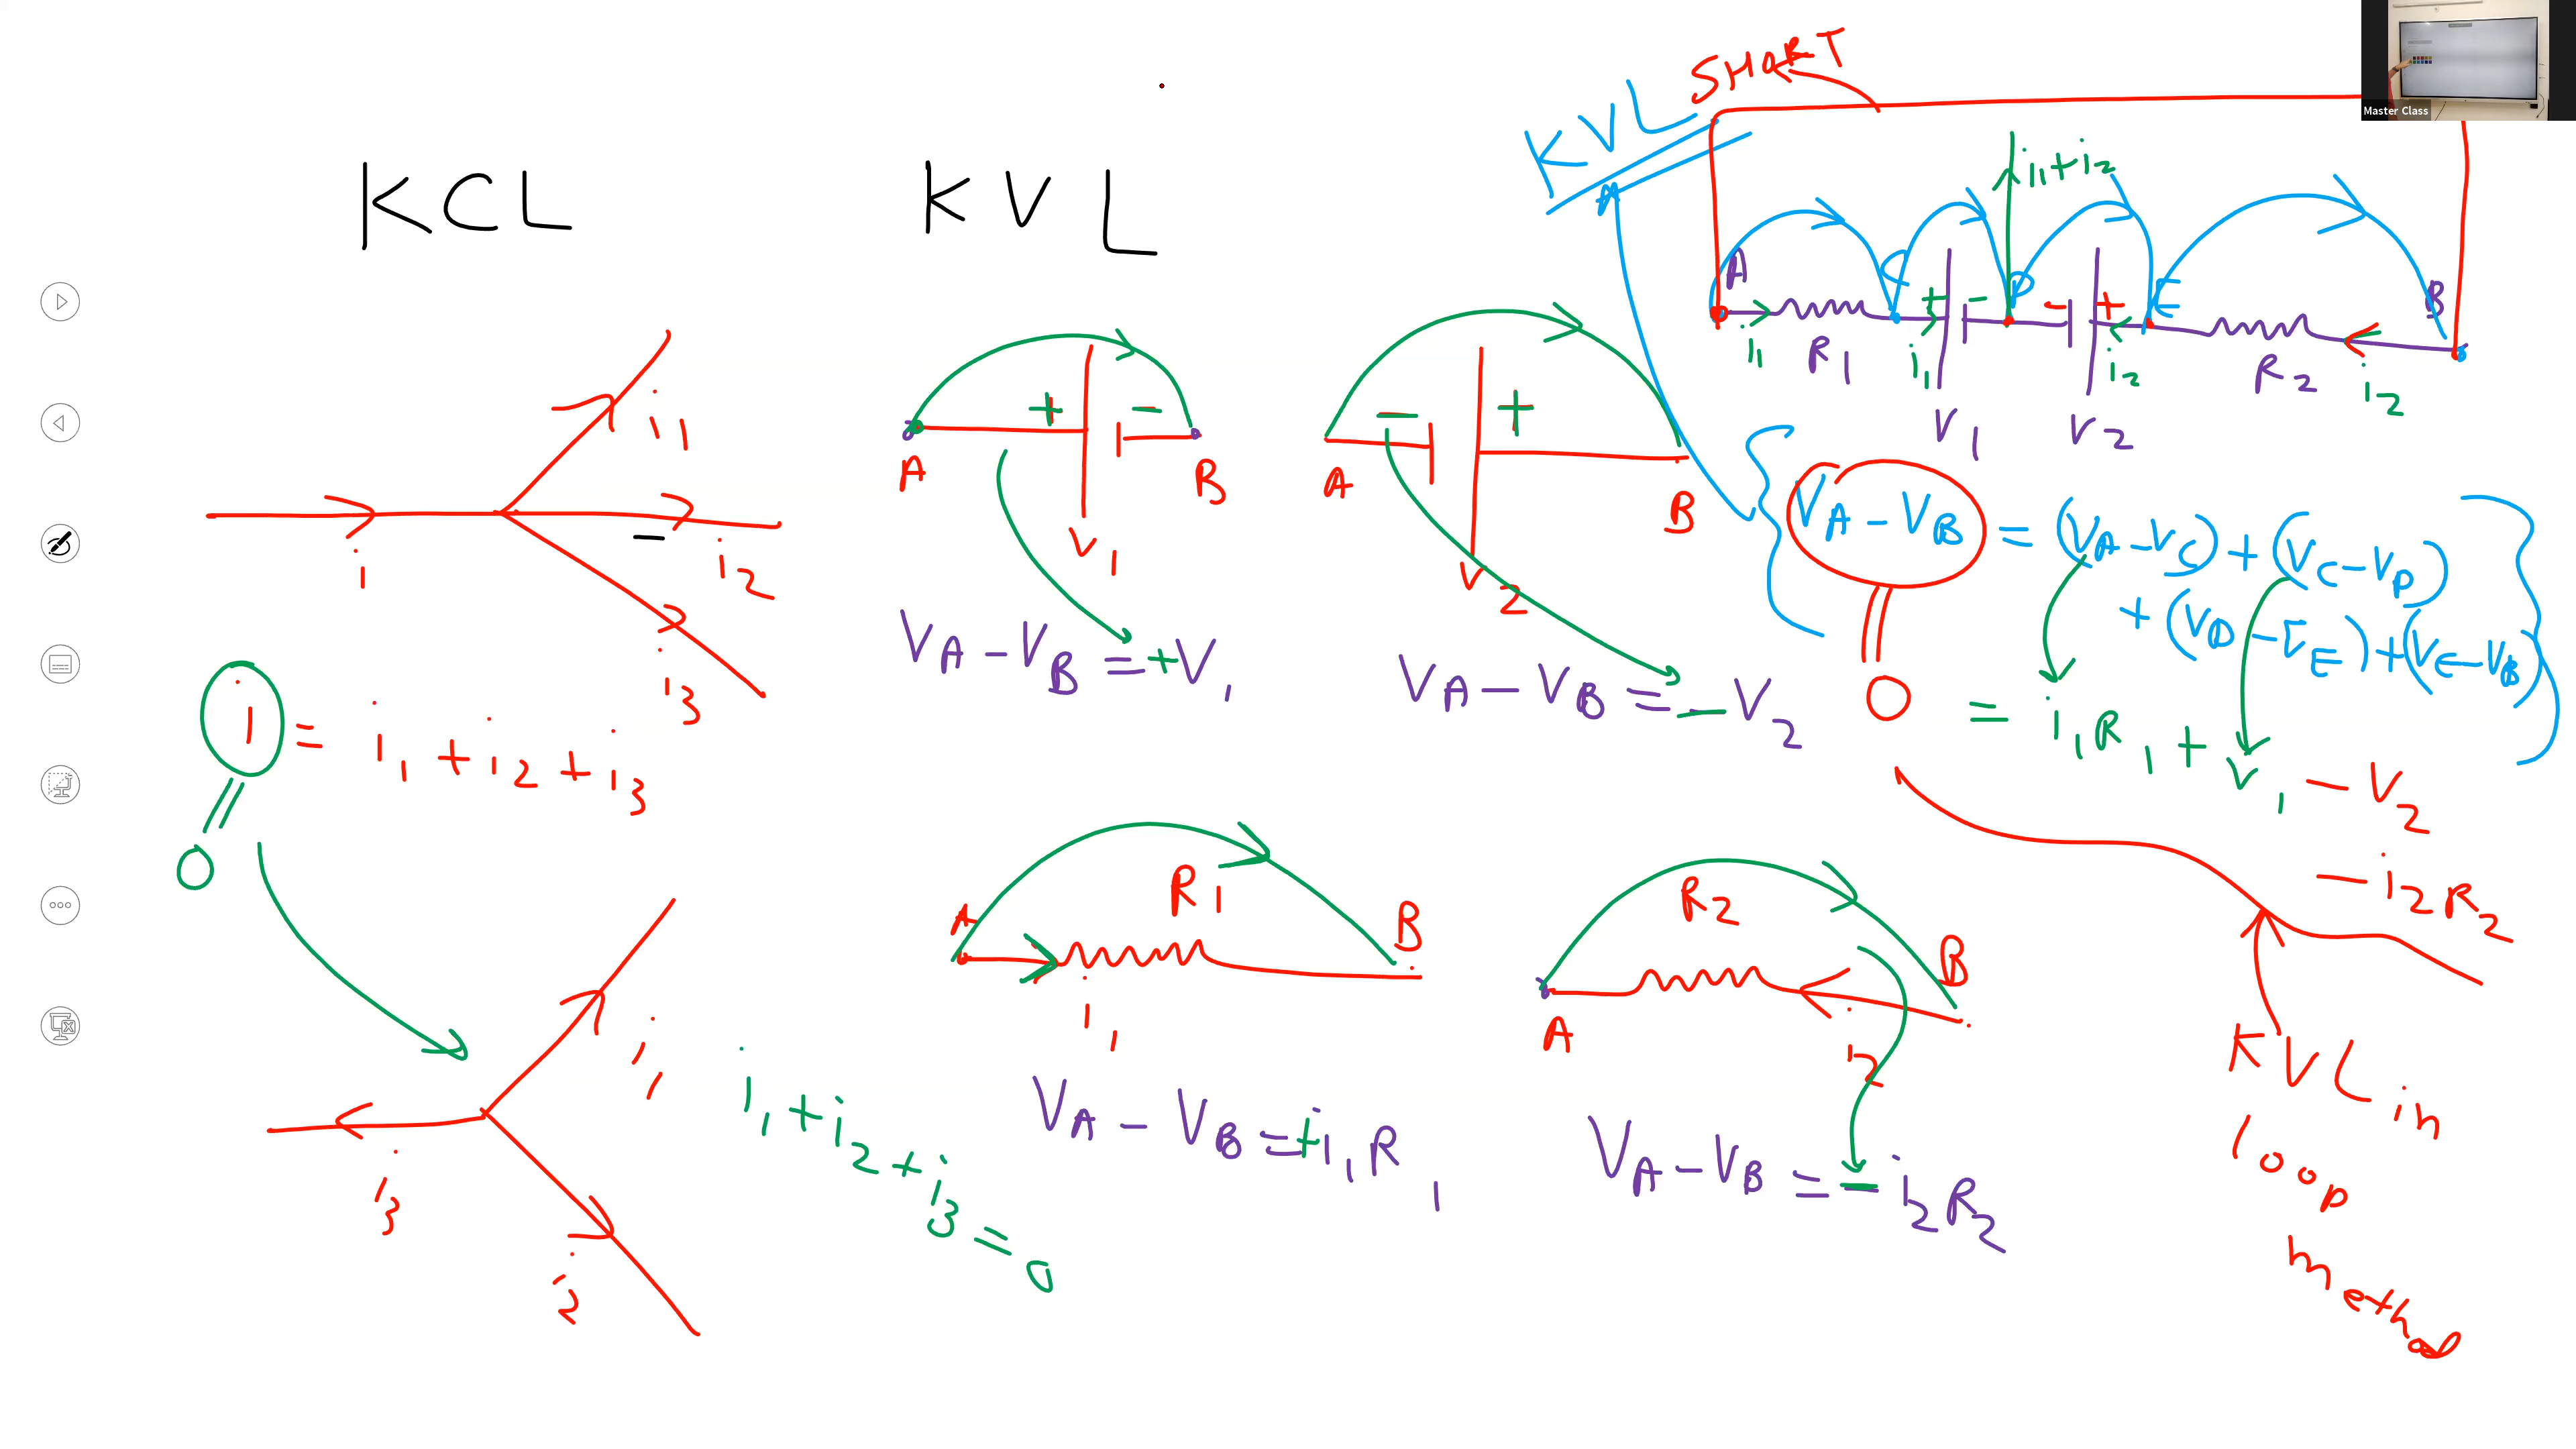 KCL
KVL
KVL
SHORT
Master Class
i1
i2
i3
i
i = i1 + i2 + i3
0
i1
i2
i3
i1 + i2 + i3 = 0
+ -
A B
V1
VA - VB = +V1
- +
A B
V2
VA - VB = -V2
A R1 B
i1
VA - VB = +i1R1
A R2 B
i2
VA - VB = -i2R2
i1+i2
A C D E B
+ - - +
i1 R1 i1 i2 R2 i2
V1 V2
VA - VB = (VA - VC) + (VC - VD)
+ (VD - VE) + (VE - VB)
0 = i1R1 + V1 - V2
- i2R2
KVL in
loop
method